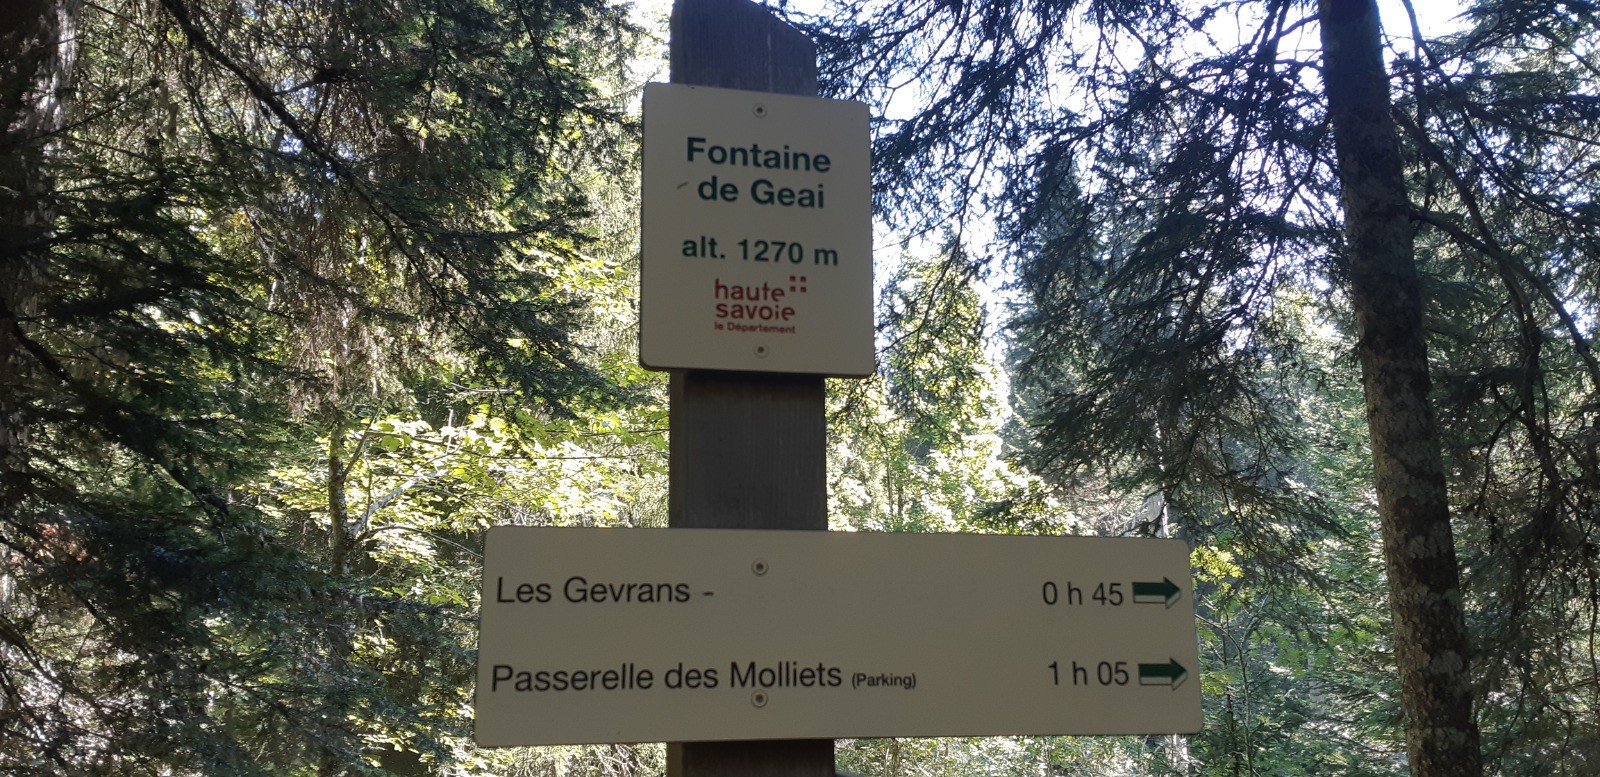 Fontaine
de Geai
alt. 1270 m
haute
savoie
le Département
Les Gevrans - 0 h 45
Passerelle des Molliets (Parking) 1 h 05